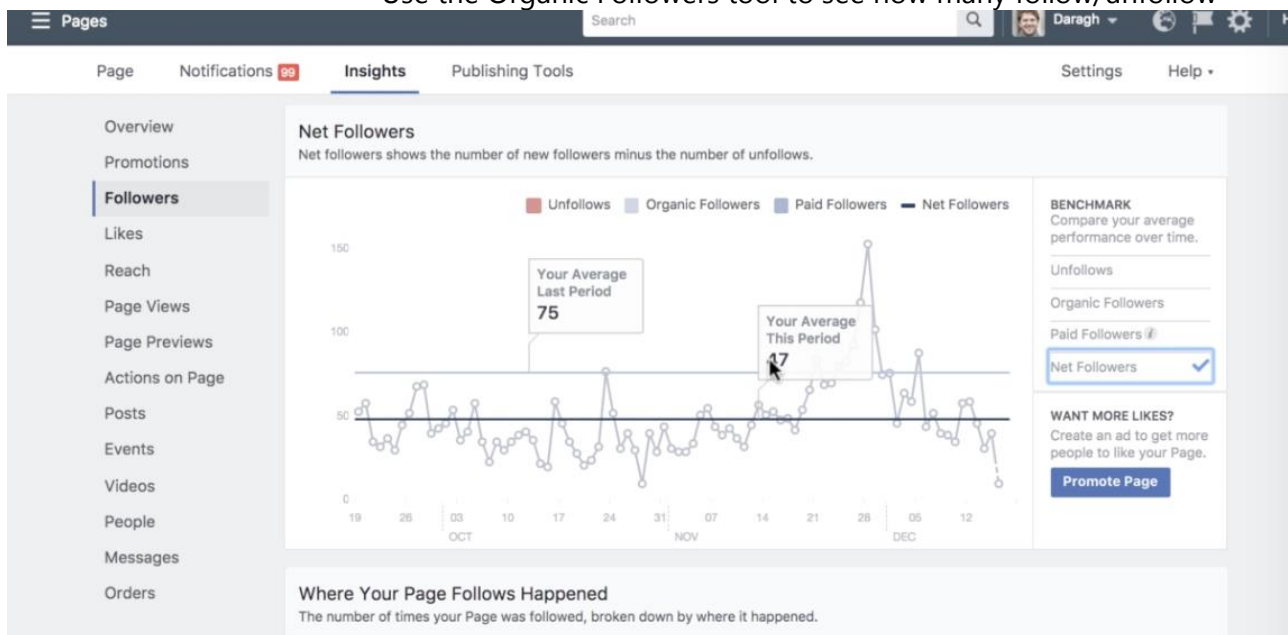 Use the Organic Followers tool to see how many follow/unfollow
Pages
Search
Daragh
H
Page Notifications 99 Insights Publishing Tools Settings Help
Overview
Promotions
Followers
Likes
Reach
Page Views
Page Previews
Actions on Page
Posts
Events
Videos
People
Messages
Orders
Net Followers
Net followers shows the number of new followers minus the number of unfollows.
Unfollows Organic Followers Paid Followers Net Followers
150
100
50
0
Your Average
Last Period
75
Your Average
This Period
47
19 26 03 10 17 24 31 07 14 21 28 05 12
OCT NOV DEC
BENCHMARK
Compare your average
performance over time.
Unfollows
Organic Followers
Paid Followers i
Net Followers
WANT MORE LIKES?
Create an ad to get more
people to like your Page.
Promote Page
Where Your Page Follows Happened
The number of times your Page was followed, broken down by where it happened.